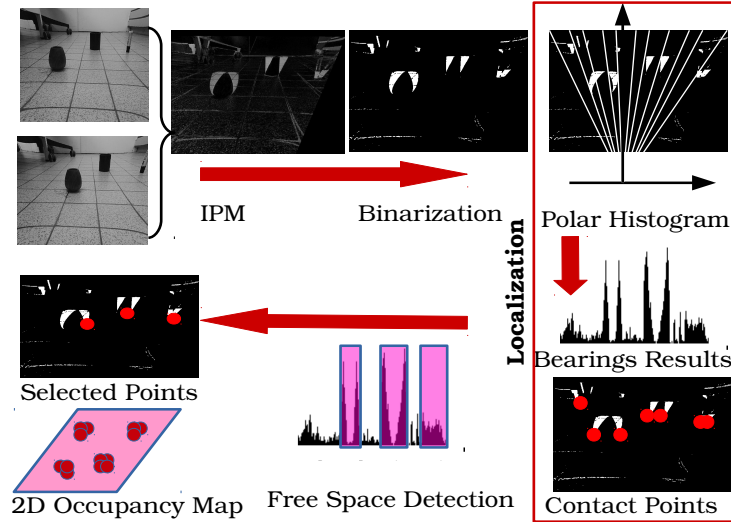 IPM
Binarization
Polar Histogram
Localization
Bearings Results
Selected Points
2D Occupancy Map
Free Space Detection
Contact Points